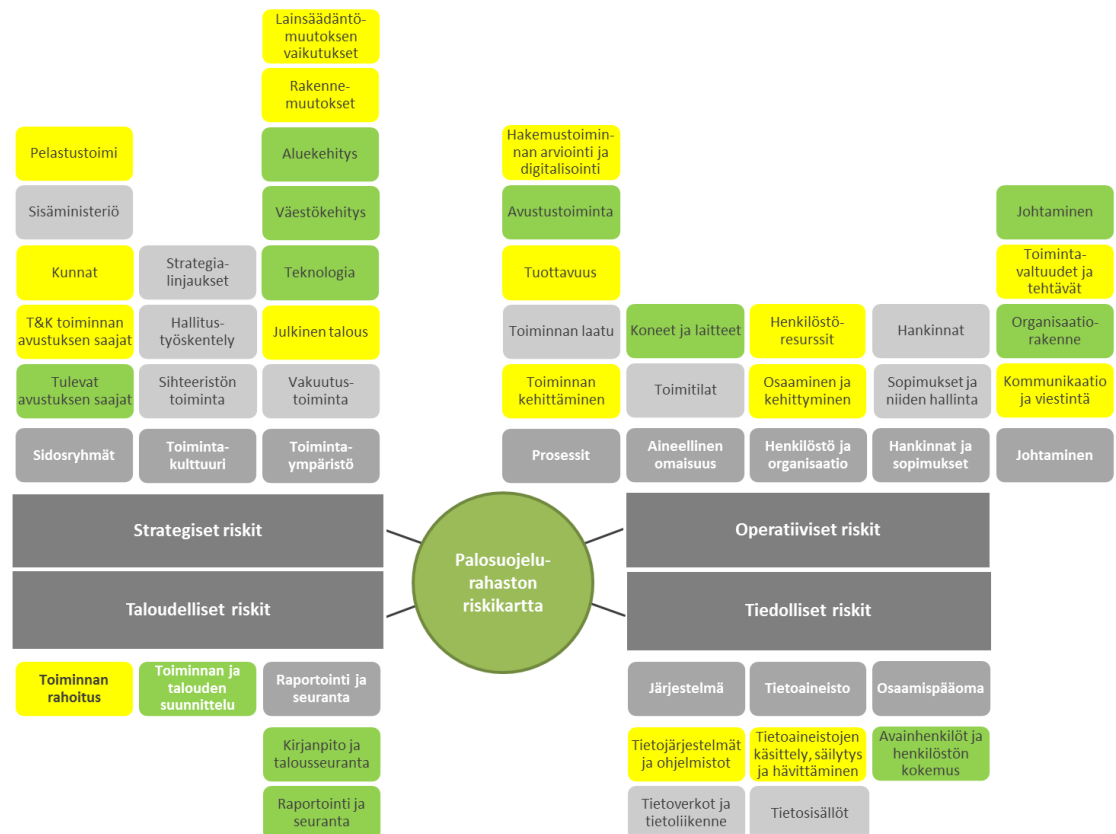 Lainsäädäntö-
muutoksen
vaikutukset
Rakenne-
muutokset
Pelastustoimi
Aluekehitys
Hakemustoimin-
nan arviointi ja
digitalisointi
Sisäministeriö
Väestökehitys
Avustustoiminta
Johtaminen
Kunnat
Strategia-
linjaukset
Teknologia
Tuottavuus
Toiminta-
valtuudet ja
tehtävät
T&K toiminnan
avustuksen saajat
Hallitus-
työskentely
Julkinen talous
Toiminnan laatu
Koneet ja laitteet
Henkilöstö-
resurssit
Hankinnat
Organisaatio-
rakenne
Tulevat
avustuksen saajat
Sihteeristön
toiminta
Vakuutus-
toiminta
Toiminnan
kehittäminen
Toimitilat
Osaaminen ja
kehittyminen
Sopimukset ja
niiden hallinta
Kommunikaatio
ja viestintä
Sidosryhmät
Toiminta-
kulttuuri
Toiminta-
ympäristö
Prosessit
Aineellinen
omaisuus
Henkilöstö ja
organisaatio
Hankinnat ja
sopimukset
Johtaminen
Strategiset riskit
Operatiiviset riskit
Palosuojelu-
rahaston
riskikartta
Taloudelliset riskit
Tiedolliset riskit
Toiminnan
rahoitus
Toiminnan ja
talouden
suunnittelu
Raportointi ja
seuranta
Järjestelmä
Tietoaineisto
Osaamispääoma
Kirjanpito ja
talousseuranta
Tietojärjestelmät
ja ohjelmistot
Tietoaineistojen
käsittely, säilytys
ja hävittäminen
Avainhenkilöt ja
henkilöstön
kokemus
Raportointi ja
seuranta
Tietoverkot ja
tietoliikenne
Tietosisällöt